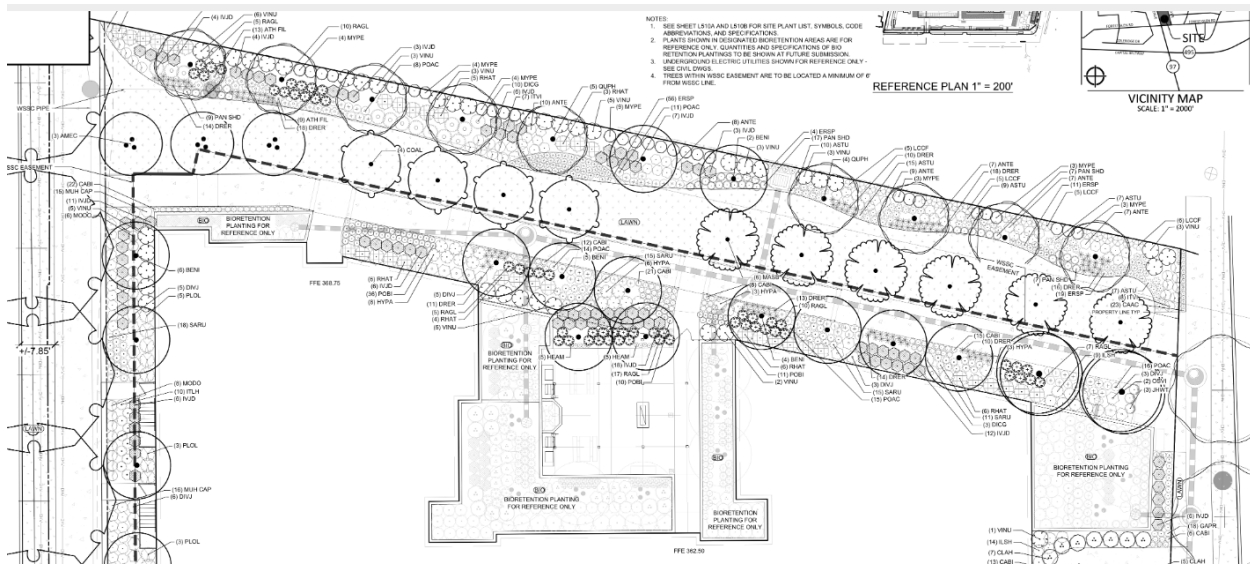 (4) IVJD
(6) VINU
(5) RAGL
(13) ATH FIL
(4) IVJD
(10) RAGL
(4) MYPE
(3) IVJD
(3) VINU
(8) POAC
(4) MYPE
(3) VINU
(5) RHAT
(4) MYPE
(10) DICG
(6) IVJD
(7) ITVI
(10) ANTE
(5) QUPH
(3) RHAT
(5) VINU
(5) MYPE
(66) ERSP
(11) POAC
(7) IVJD
(8) ANTE
(3) IVJD
(2) BENI
(3) VINU
(4) ERSP
(17) PAN SHD
(10) ASTU
(3) VINU
(4) QUPH
(5) LCCF
(10) DRER
(15) ASTU
(9) ANTE
(3) MYPE
(7) ANTE
(18) DRER
(5) LCCF
(9) ASTU
(3) MYPE
(7) PAN SHD
(7) ANTE
(11) ERSP
(5) LCCF
(7) ASTU
(3) MYPE
(7) ANTE
(6) LCCF
(3) VINU
NOTES:
1. SEE SHEET L510A AND L510B FOR SITE PLANT LIST, SYMBOLS, CODE
ABBREVIATIONS, AND SPECIFICATIONS.
2. PLANTS SHOWN IN DESIGNATED BIORETENTION AREAS ARE FOR
REFERENCE ONLY. QUANTITIES AND SPECIFICATIONS OF BIO
RETENTION PLANTINGS TO BE SHOWN AT FUTURE SUBMISSION.
3. UNDERGROUND ELECTRIC UTILITIES SHOWN FOR REFERENCE ONLY -
SEE CIVIL DWGS.
4. TREES WITHIN WSSC EASEMENT ARE TO BE LOCATED A MINIMUM OF 6'
FROM WSSC LINE.
REFERENCE PLAN 1" = 200'
SITE
495
VICINITY MAP
SCALE: 1" = 2000'
WSSC PIPE
(9) PAN SHD
(14) DRER
(9) ATH FIL
(18) DRER
(3) AMEC
SSC EASEMENT
COAL
(22) CABI
(15) MUH CAP
(11) IVJD
(5) VINU
(6) MODO
BIO
BIORETENTION
PLANTING FOR
REFERENCE ONLY
LAWN
(4) BENI
(5) DIVJ
(5) PLOL
(18) SARU
+/-7.85'
FFE 368.75
(6) RHAT
(6) IVJD
(36) POBI
(8) HYPA
(12) CABI
(14) POAC
(5) BENI
(15) SARU
(6) HYPA
(21) CABI
(5) DIVJ
(11) DRER
(5) RAGL
(4) RHAT
(6) VINU
WSSC
EASEMENT
(3) HYPA
(13) DRER
(10) RAGL
(7) PAN SHD
(16) DRER
(19) ERSP
(7) ASTU
(23) CAAC
PROPERTY LINE TYP
BIO
BIORETENTION
PLANTING FOR
REFERENCE ONLY
HEAM
(5) HEAM
(17) RAGL
(10) POBI
(4) BENI
(6) RHAT
(11) POBI
(2) VINU
(14) DRER
(3) DIVJ
(15) SARU
(15) POAC
(15) CABI
(10) DRER
(3) HYPA
(7) RAGL
(16) POAC
(3) DIVJ
(6) RHAT
(11) SARU
(3) DICG
(12) IVJD
(6) MODO
(10) ITLH
(6) IVJD
LAWN
(3) PLOL
(16) MUH CAP
(6) DIVJ
(3) PLOL
BIO
BIORETENTION PLANTING
FOR REFERENCE ONLY
BIO
BIORETENTION
PLANTING FOR
REFERENCE ONLY
BIO
BIORETENTION PLANTING
FOR REFERENCE ONLY
LAWN
FFE 362.50
(6) IVJD
(18) GAPR
(6) CABI
(1) VINU
(14) ILSH
(7) CLAH
(13) CABI
(5) CLAH